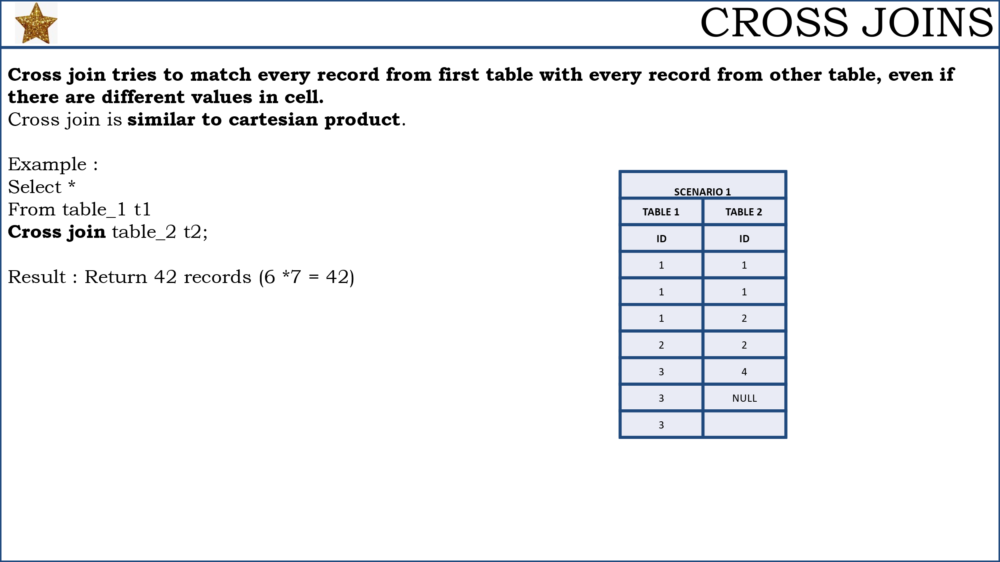 CROSS JOINS
Cross join tries to match every record from first table with every record from other table, even if
there are different values in cell.
Cross join is similar to cartesian product.
Example :
Select *
From table_1 t1
Cross join table_2 t2;
Result : Return 42 records (6 *7 = 42)
SCENARIO 1
TABLE 1 TABLE 2
ID ID
1 1
1 1
1 2
2 2
3 4
3 NULL
3